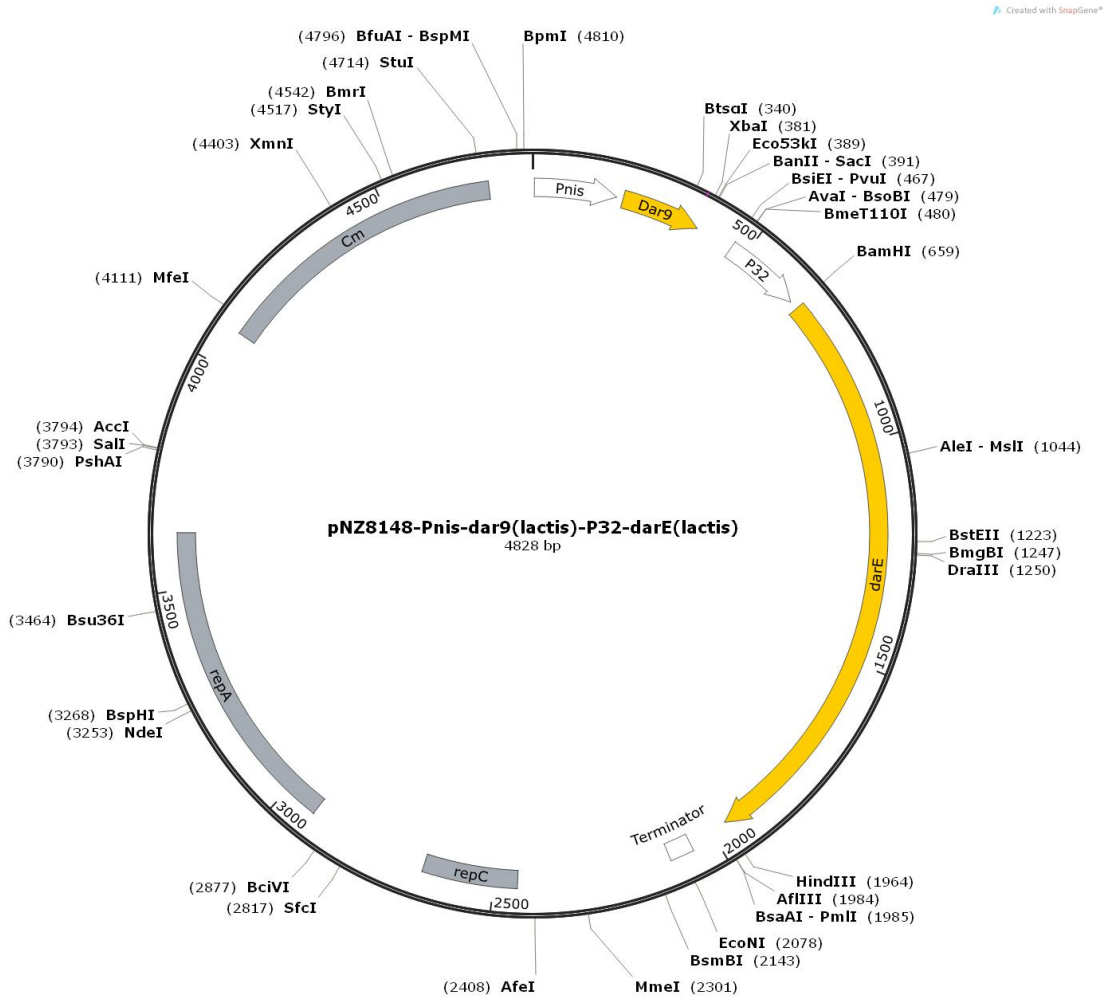 Created with SnapGene®
(4796) BfuAI - BspMI
BpmI (4810)
(4714) StuI
(4542) BmrI
(4517) StyI
(4403) XmnI
BtsαI (340)
XbaI (381)
Eco53kI (389)
BanII - SacI (391)
BsiEI - PvuI (467)
AvaI - BsoBI (479)
BmeT110I (480)
BamHI (659)
Pnis
Dar9
4500
Cm
500
P32
(4111) MfeI
4000
1000
(3794) AccI
(3793) SalI
(3790) PshAI
AleI - MslI (1044)
pNZ8148-Pnis-dar9(lactis)-P32-darE(lactis)
4828 bp
BstEII (1223)
BmgBI (1247)
DraIII (1250)
darE
3500
(3464) Bsu36I
1500
repA
(3268) BspHI
(3253) NdeI
3000
Terminator
2000
repC
2500
(2877) BciVI
(2817) SfcI
HindIII (1964)
AflIII (1984)
BsaAI - PmlI (1985)
EcoNI (2078)
BsmBI (2143)
(2408) AfeI
MmeI (2301)